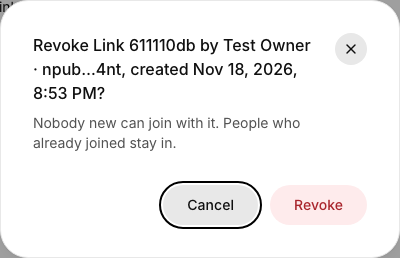 Revoke Link 611110db by Test Owner
· npub...4nt, created Nov 18, 2026,
8:53 PM?
Nobody new can join with it. People who
already joined stay in.
Cancel
Revoke